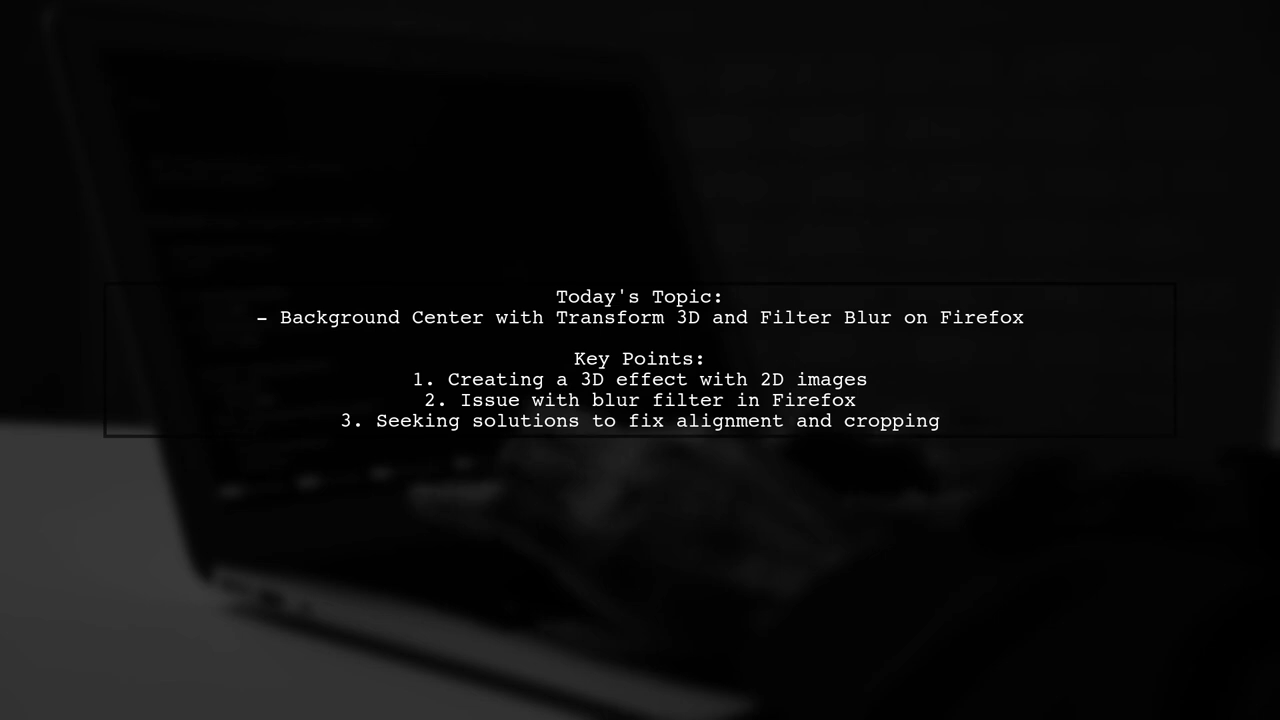 Today's Topic:
– Background Center with Transform 3D and Filter Blur on Firefox
Key Points:
1. Creating a 3D effect with 2D images
2. Issue with blur filter in Firefox
3. Seeking solutions to fix alignment and cropping